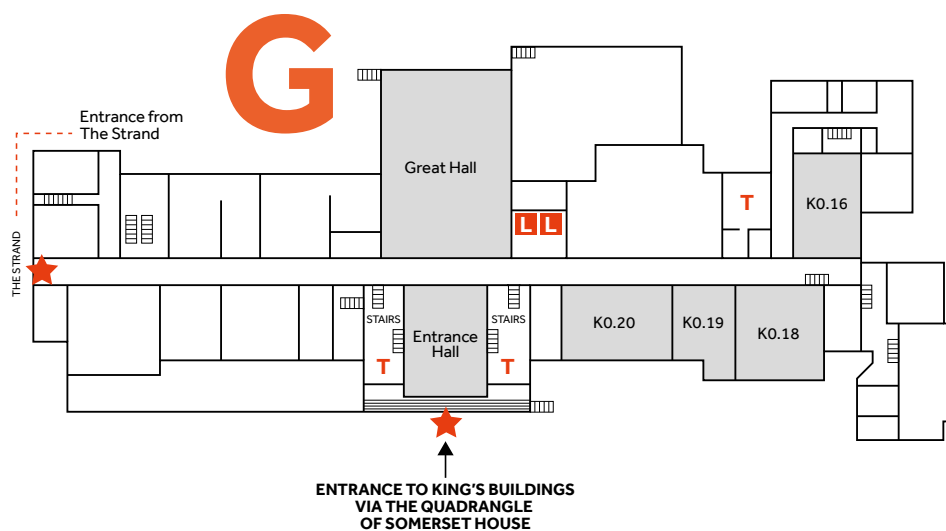 G
Entrance from
The Strand
Great Hall
K0.16
T
L L
THE STRAND
STAIRS
STAIRS
Entrance
Hall
K0.20
K0.19
K0.18
T
T
ENTRANCE TO KING'S BUILDINGS
VIA THE QUADRANGLE
OF SOMERSET HOUSE